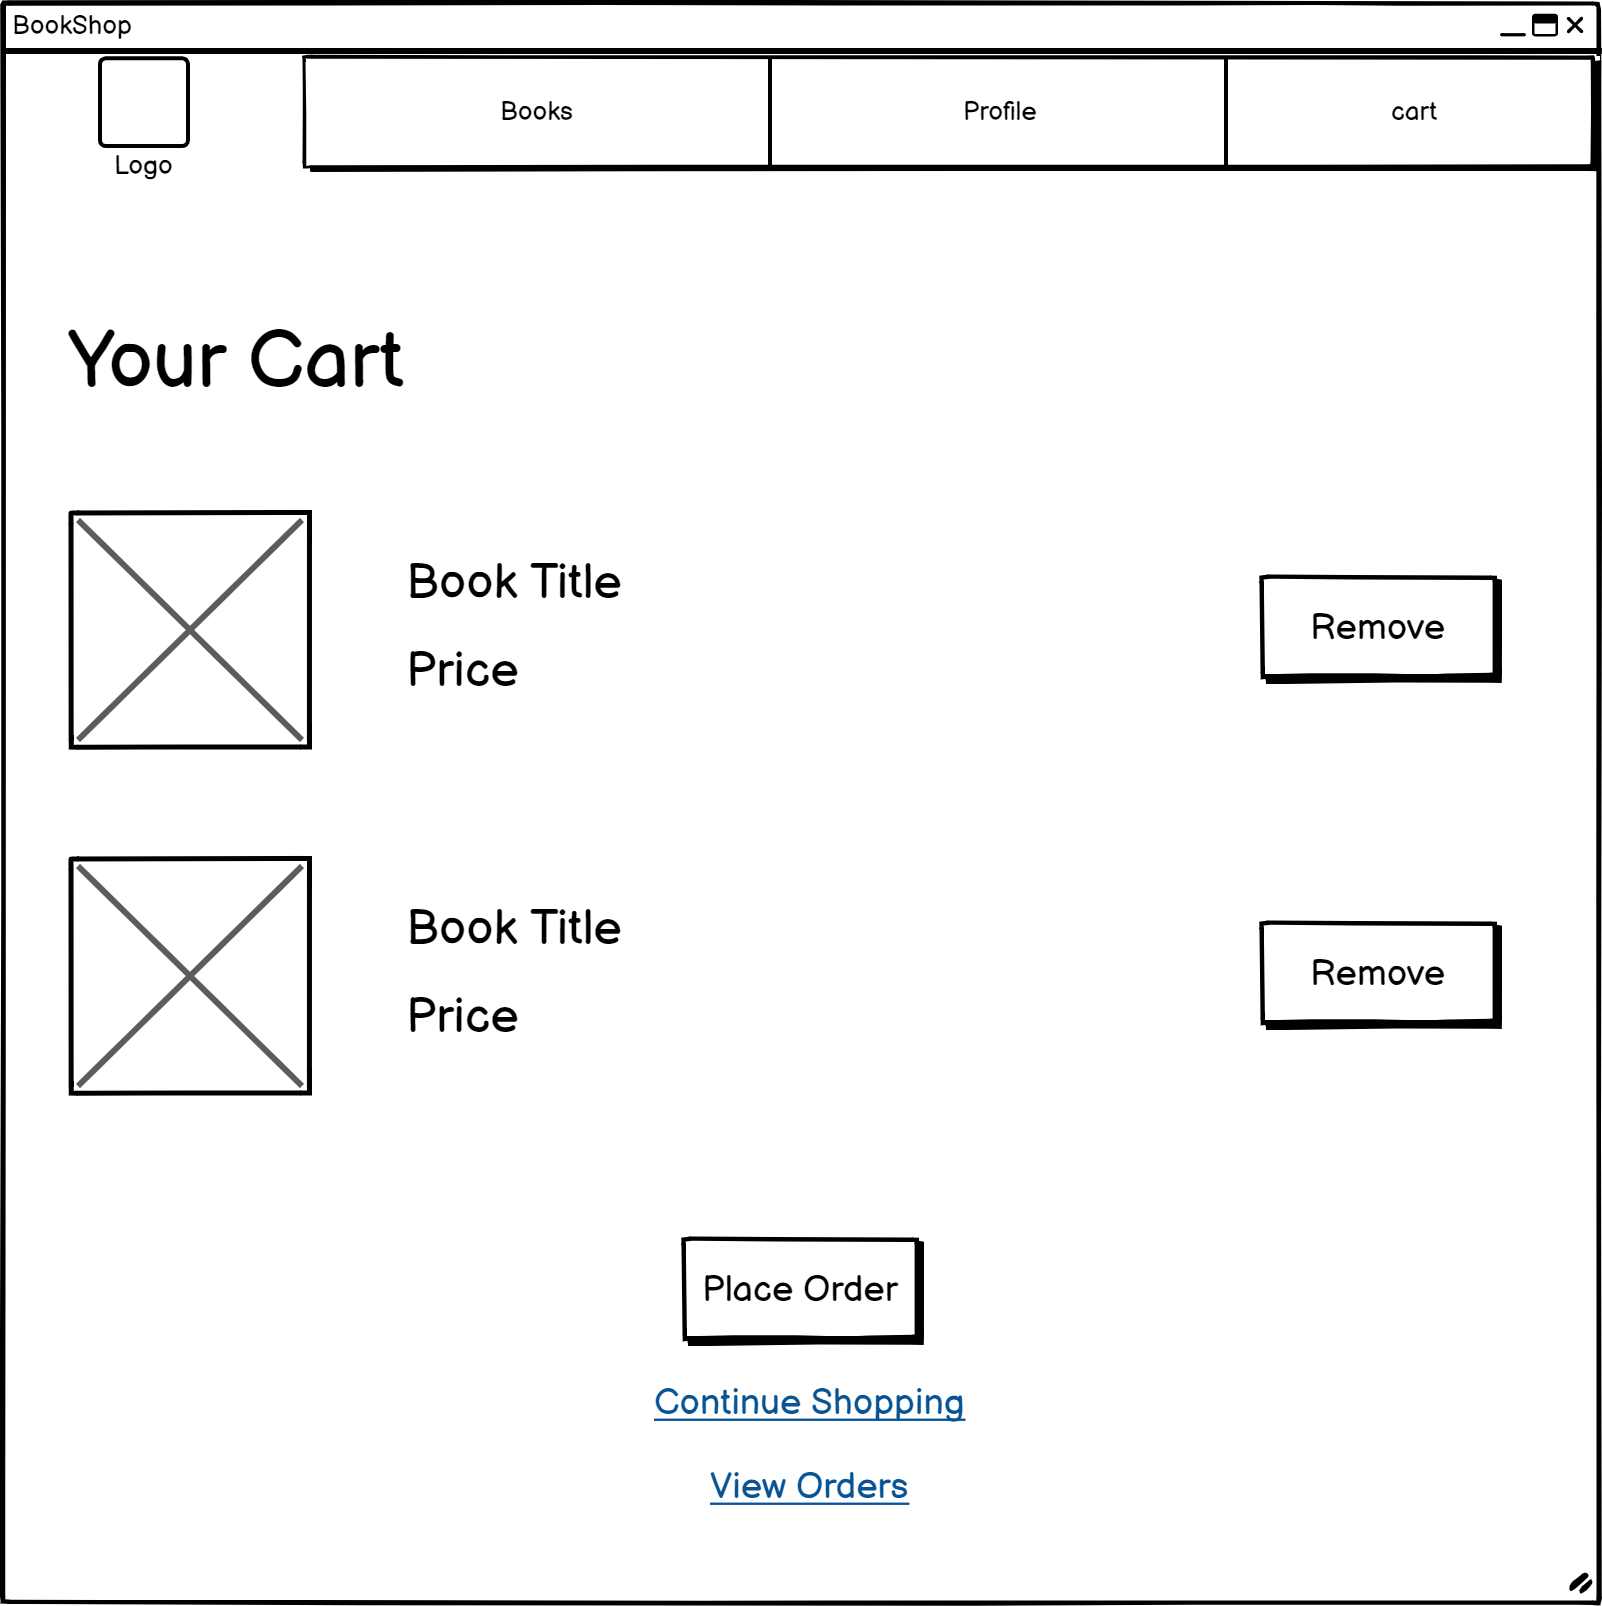 BookShop
Logo
Books
Profile
cart
Your Cart
Book Title
Price
Remove
Book Title
Price
Remove
Place Order
Continue Shopping
View Orders